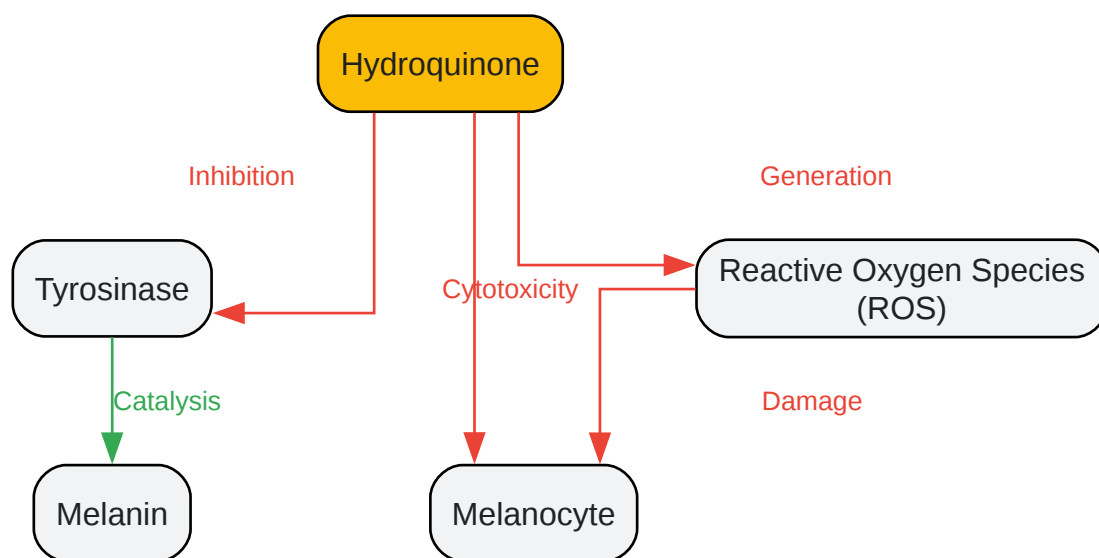 Hydroquinone
Inhibition
Generation
Tyrosinase
Cytotoxicity
Reactive Oxygen Species
(ROS)
Catalysis
Damage
Melanin
Melanocyte